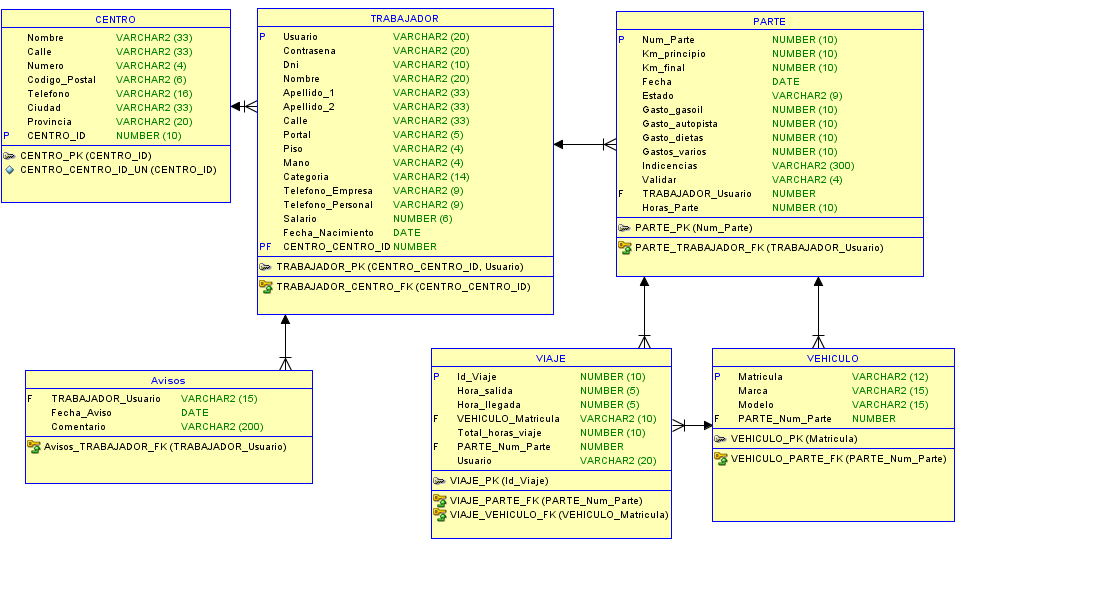 CENTRO
Nombre VARCHAR2 (33)
Calle VARCHAR2 (33)
Numero VARCHAR2 (4)
Codigo_Postal VARCHAR2 (6)
Telefono VARCHAR2 (16)
Ciudad VARCHAR2 (33)
Provincia VARCHAR2 (20)
P CENTRO_ID NUMBER (10)
CENTRO_PK (CENTRO_ID)
CENTRO_CENTRO_ID_UN (CENTRO_ID)
TRABAJADOR
P Usuario VARCHAR2 (20)
Contrasena VARCHAR2 (20)
Dni VARCHAR2 (10)
Nombre VARCHAR2 (20)
Apellido_1 VARCHAR2 (33)
Apellido_2 VARCHAR2 (33)
Calle VARCHAR2 (33)
Portal VARCHAR2 (5)
Piso VARCHAR2 (4)
Mano VARCHAR2 (4)
Categoria VARCHAR2 (14)
Telefono_Empresa VARCHAR2 (9)
Telefono_Personal VARCHAR2 (9)
Salario NUMBER (6)
Fecha_Nacimiento DATE
PF CENTRO_CENTRO_ID NUMBER
TRABAJADOR_PK (CENTRO_CENTRO_ID, Usuario)
TRABAJADOR_CENTRO_FK (CENTRO_CENTRO_ID)
PARTE
P Num_Parte NUMBER (10)
Km_principio NUMBER (10)
Km_final NUMBER (10)
Fecha DATE
Estado VARCHAR2 (9)
Gasto_gasoil NUMBER (10)
Gasto_autopista NUMBER (10)
Gasto_dietas NUMBER (10)
Gastos_varios NUMBER (10)
Indicencias VARCHAR2 (300)
Validar VARCHAR2 (4)
F TRABAJADOR_Usuario NUMBER
Horas_Parte NUMBER (10)
PARTE_PK (Num_Parte)
PARTE_TRABAJADOR_FK (TRABAJADOR_Usuario)
Avisos
F TRABAJADOR_Usuario VARCHAR2 (15)
Fecha_Aviso DATE
Comentario VARCHAR2 (200)
Avisos_TRABAJADOR_FK (TRABAJADOR_Usuario)
VIAJE
P Id_Viaje NUMBER (10)
Hora_salida NUMBER (5)
Hora_llegada NUMBER (5)
F VEHICULO_Matricula VARCHAR2 (10)
Total_horas_viaje NUMBER (10)
F PARTE_Num_Parte NUMBER
Usuario VARCHAR2 (20)
VIAJE_PK (Id_Viaje)
VIAJE_PARTE_FK (PARTE_Num_Parte)
VIAJE_VEHICULO_FK (VEHICULO_Matricula)
VEHICULO
P Matricula VARCHAR2 (12)
Marca VARCHAR2 (15)
Modelo VARCHAR2 (15)
F PARTE_Num_Parte NUMBER
VEHICULO_PK (Matricula)
VEHICULO_PARTE_FK (PARTE_Num_Parte)